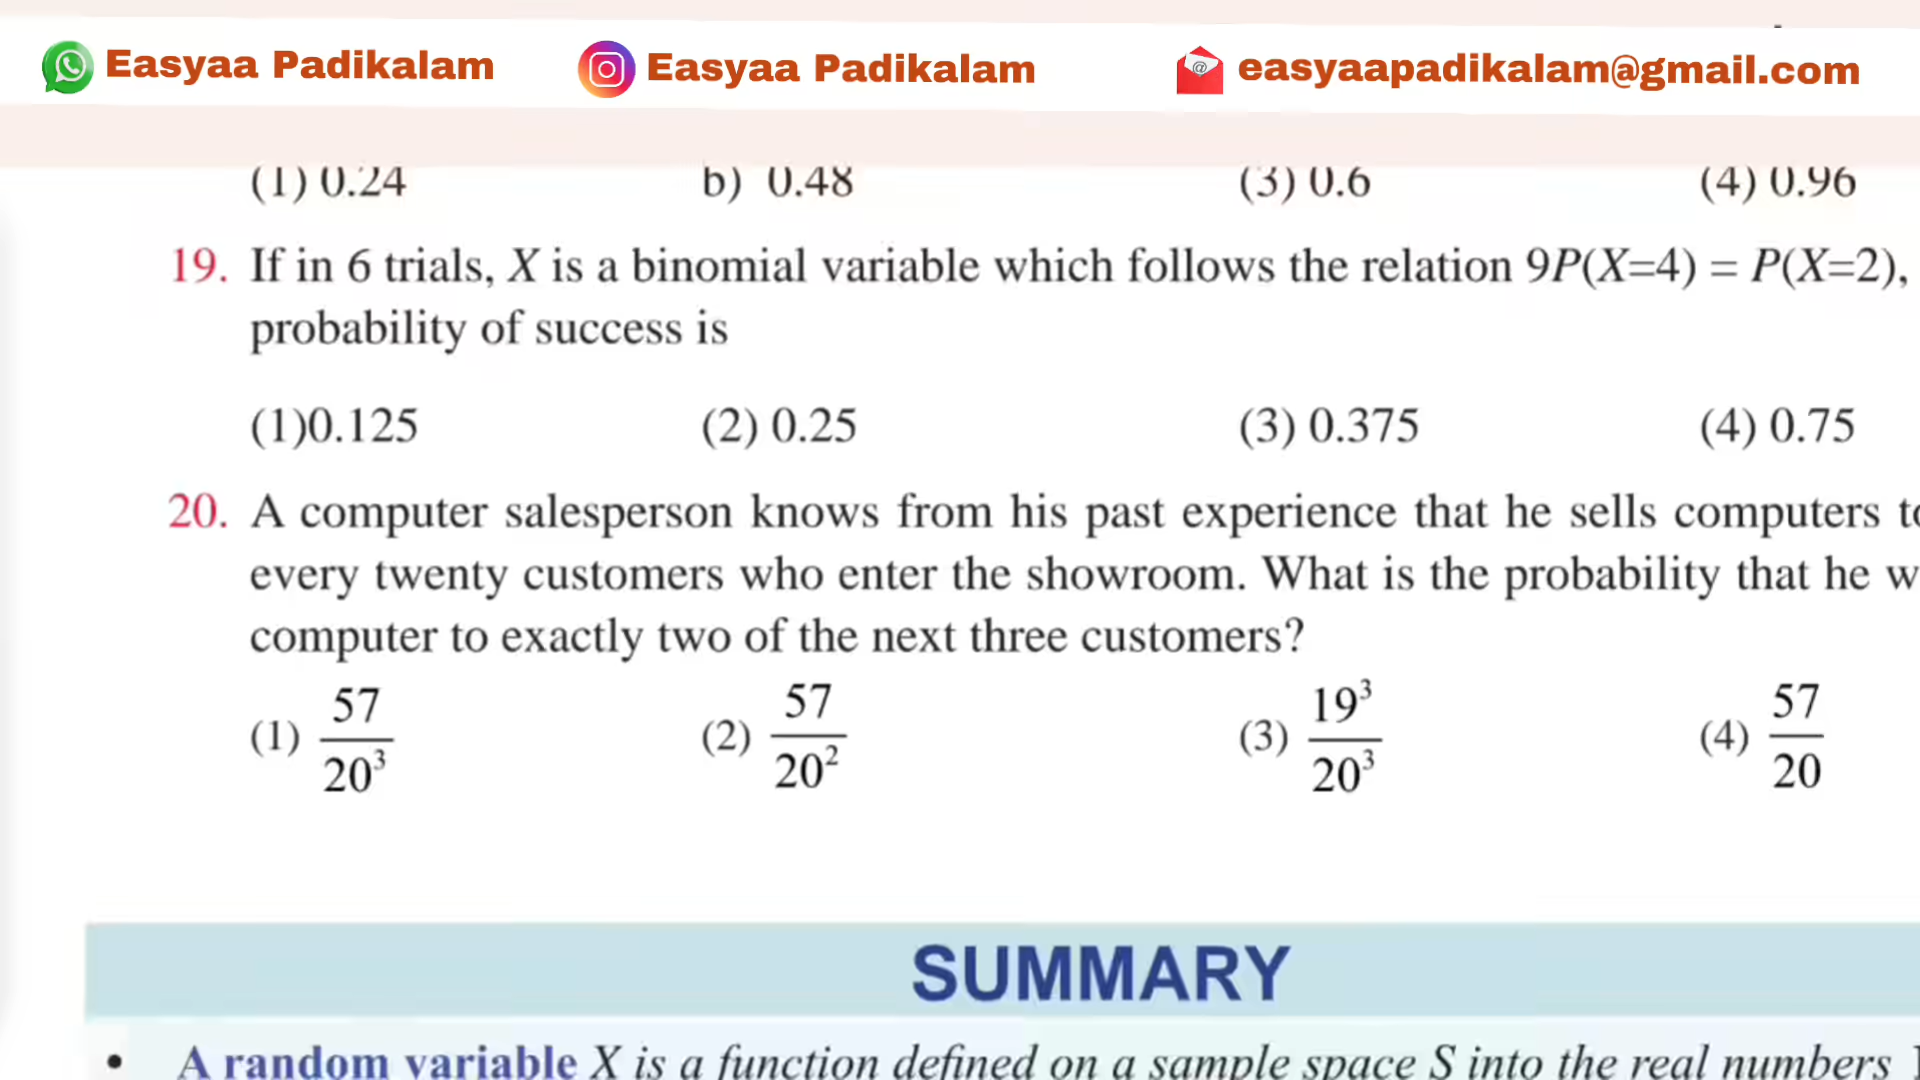 Easyaa Padikalam Easyaa Padikalam easyaapadikalam@gmail.com
(1) 0.24 b) 0.48 (3) 0.6 (4) 0.96
19. If in 6 trials, X is a binomial variable which follows the relation 9P(X=4) = P(X=2),
probability of success is
(1)0.125 (2) 0.25 (3) 0.375 (4) 0.75
20. A computer salesperson knows from his past experience that he sells computers
every twenty customers who enter the showroom. What is the probability that he
computer to exactly two of the next three customers?
(1) 57/20³ (2) 57/20² (3) 19³/20³ (4) 57/20
SUMMARY
• A random variable X is a function defined on a sample space S into the real numbers